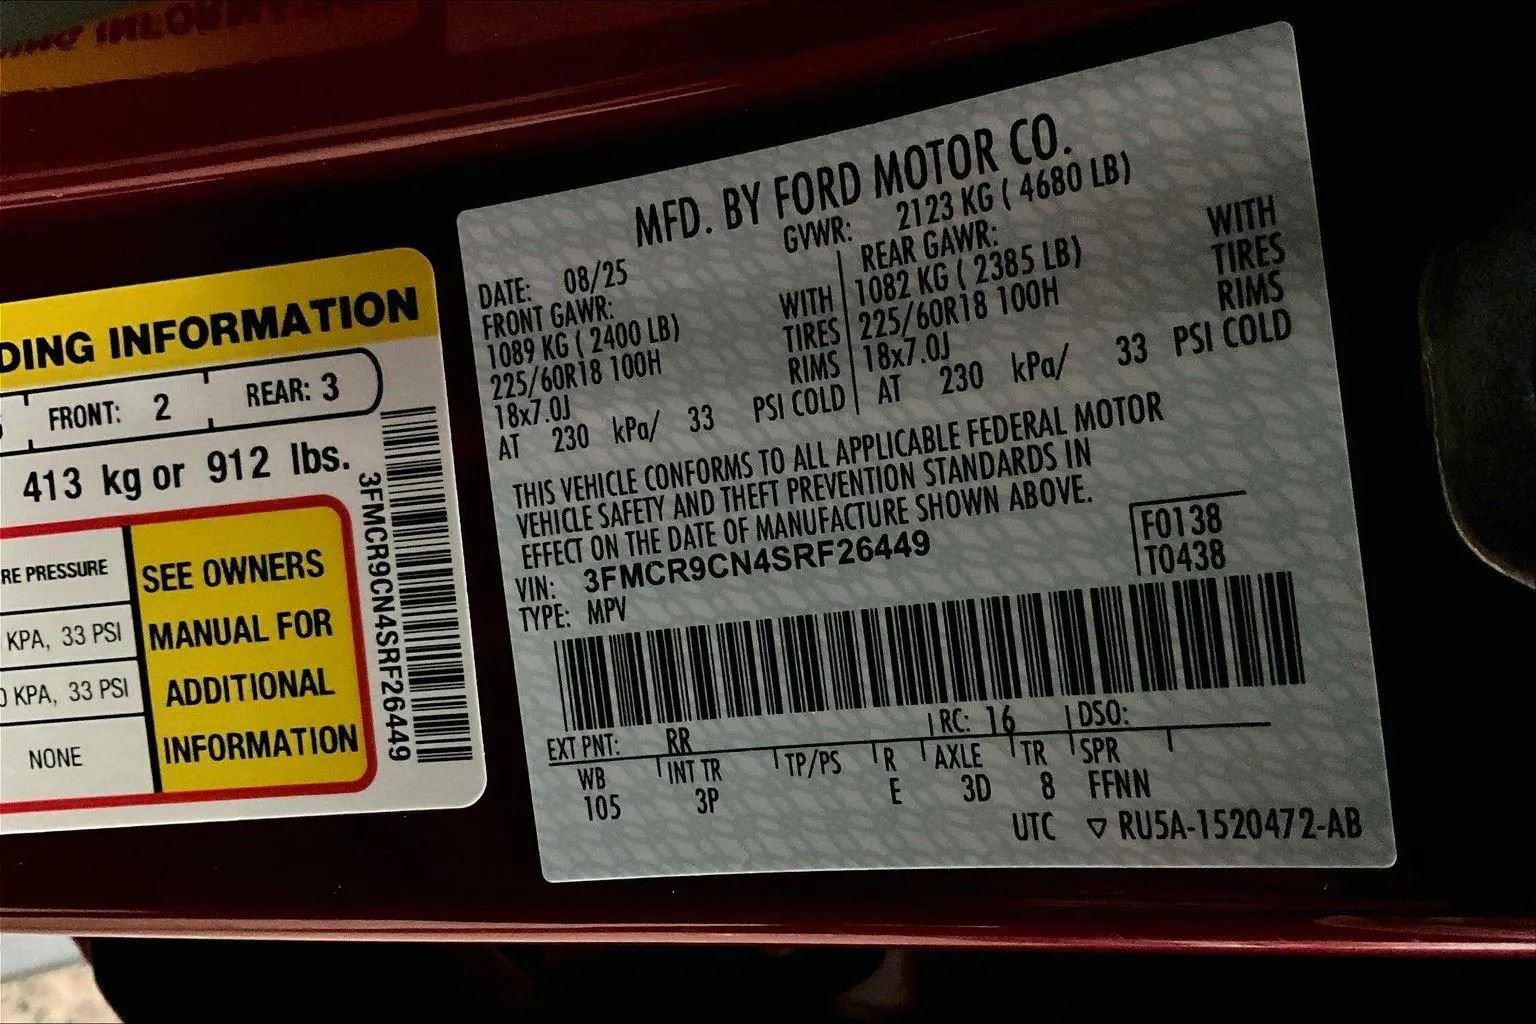 DING INFORMATION
FRONT: 2 REAR: 3
413 kg or 912 lbs.
RE PRESSURE
KPA, 33 PSI
0 KPA, 33 PSI
NONE
SEE OWNERS
MANUAL FOR
ADDITIONAL
INFORMATION
3FMCR9CN4SRF26449
MFD. BY FORD MOTOR CO.
DATE: 08/25 GVWR: 2123 KG ( 4680 LB)
FRONT GAWR:
1089 KG ( 2400 LB) WITH
225/60R18 100H TIRES
18x7.0J RIMS
AT 230 kPa/ 33 PSI COLD
REAR GAWR:
1082 KG ( 2385 LB) WITH
225/60R18 100H TIRES
18x7.0J RIMS
AT 230 kPa/ 33 PSI COLD
THIS VEHICLE CONFORMS TO ALL APPLICABLE FEDERAL MOTOR
VEHICLE SAFETY AND THEFT PREVENTION STANDARDS IN
EFFECT ON THE DATE OF MANUFACTURE SHOWN ABOVE.
VIN: 3FMCR9CN4SRF26449
TYPE: MPV
F0138
T0438
EXT PNT: RR RC: 16 DSO:
WB INT TR TP/PS R AXLE TR SPR
105 3P E 3D 8 FFNN
UTC ▽ RU5A-1520472-AB